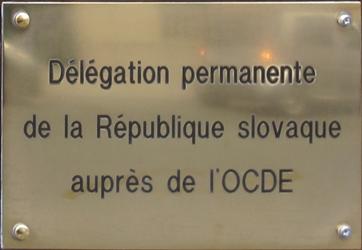 Délégation permanente
de la République slovaque
auprès de l'OCDE